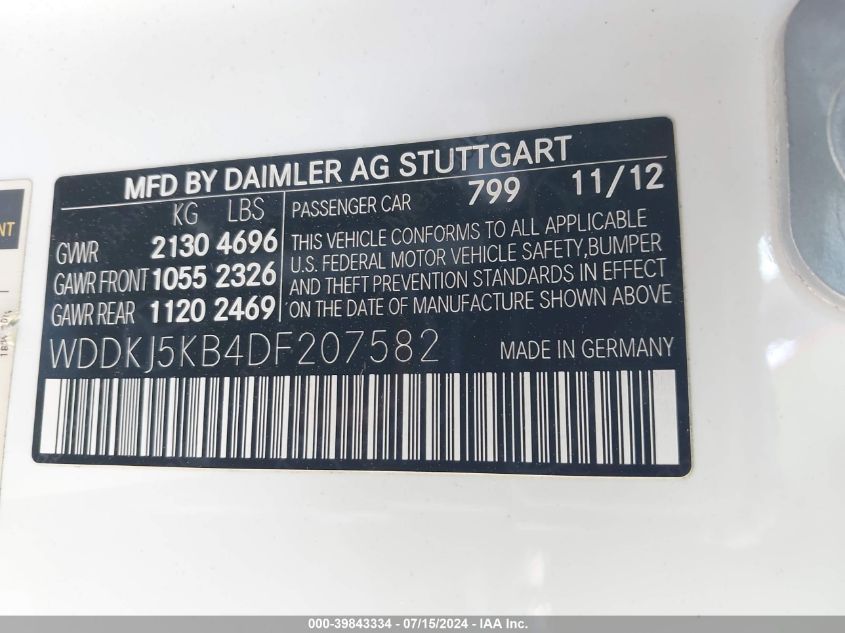 MFD BY DAIMLER AG STUTTGART
KG LBS
GVWR 2130 4696
GAWR FRONT 1055 2326
GAWR REAR 1120 2469
PASSENGER CAR 799 11/12
THIS VEHICLE CONFORMS TO ALL APPLICABLE
U.S. FEDERAL MOTOR VEHICLE SAFETY,BUMPER
AND THEFT PREVENTION STANDARDS IN EFFECT
ON THE DATE OF MANUFACTURE SHOWN ABOVE
WDDKJ5KB4DF207582 MADE IN GERMANY
000-39843334 - 07/15/2024 - IAA Inc.